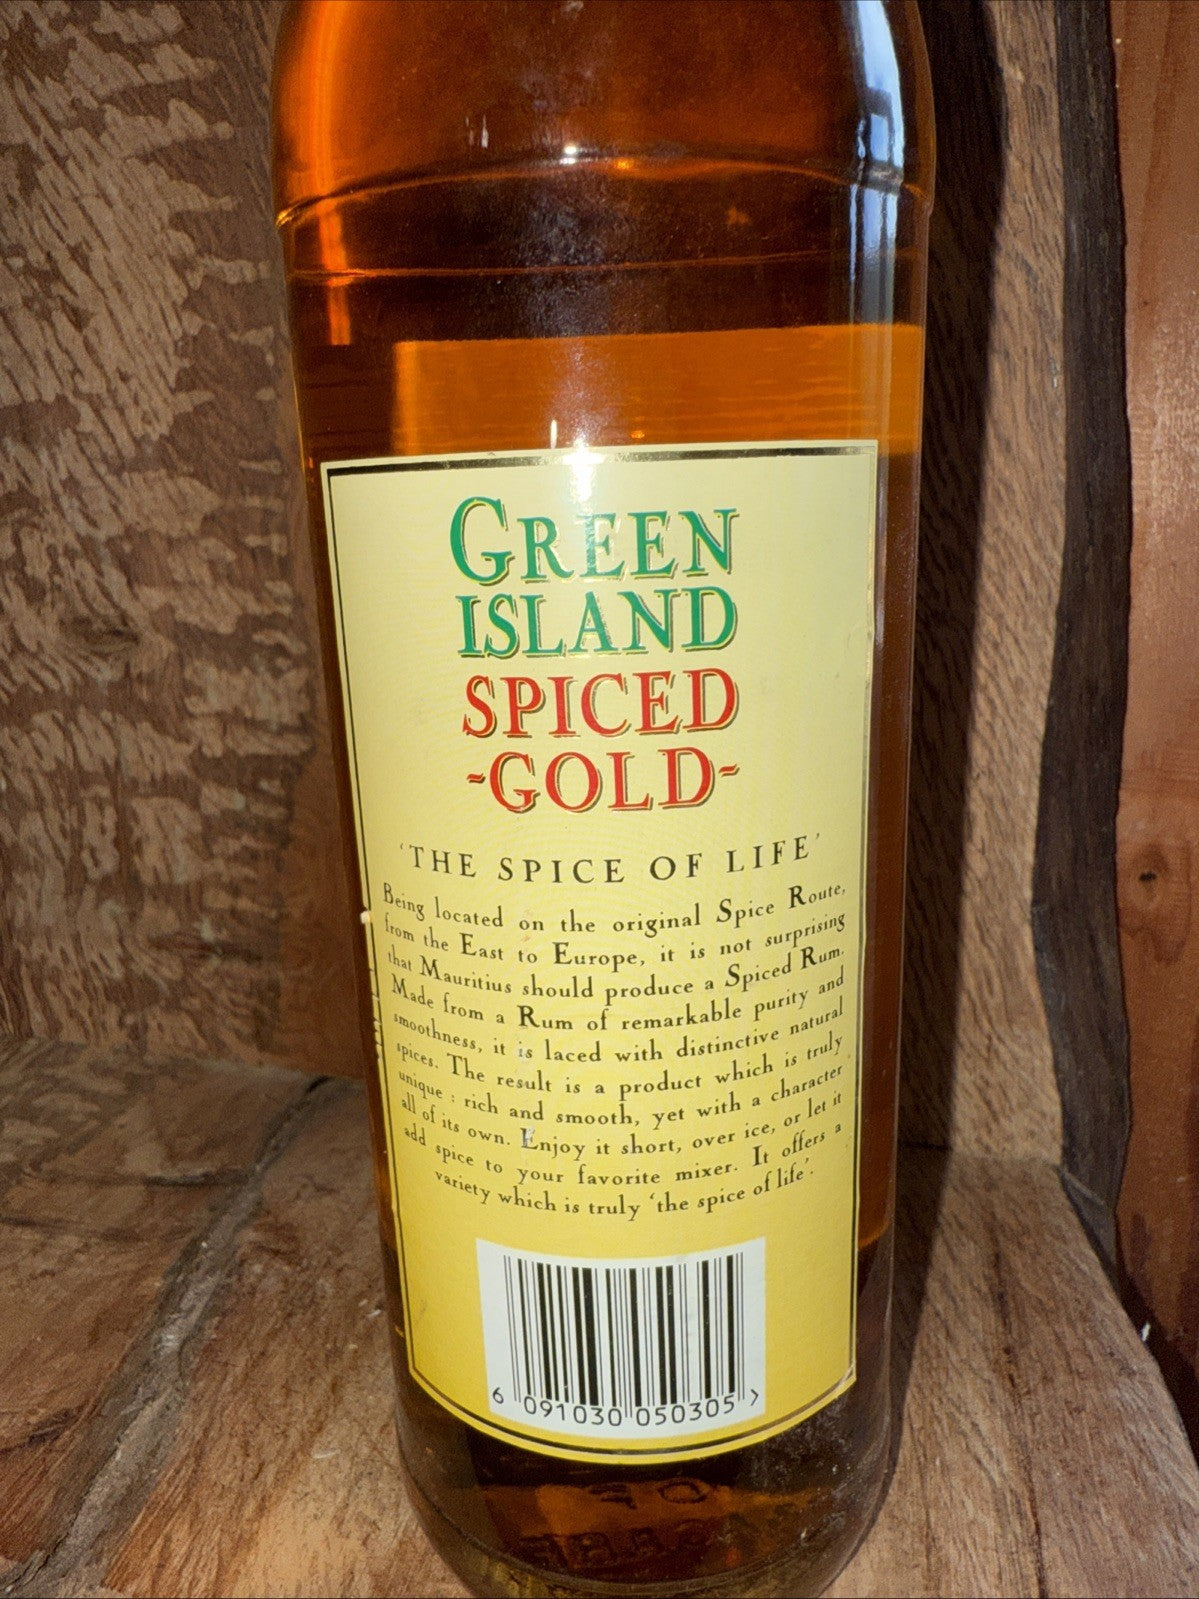 GREEN
ISLAND
SPICED
-GOLD-
'THE SPICE OF LIFE'
Being located on the original Spice Route,
from the East to Europe, it is not surprising
that Mauritius should produce a Spiced Rum.
Made from a Rum of remarkable purity and
smoothness, it is laced with distinctive natural
spices. The result is a product which is truly
unique : rich and smooth, yet with a character
all of its own. Enjoy it short, over ice, or let it
add spice to your favorite mixer. It offers a
variety which is truly 'the spice of life'.
6 091030 050305 >